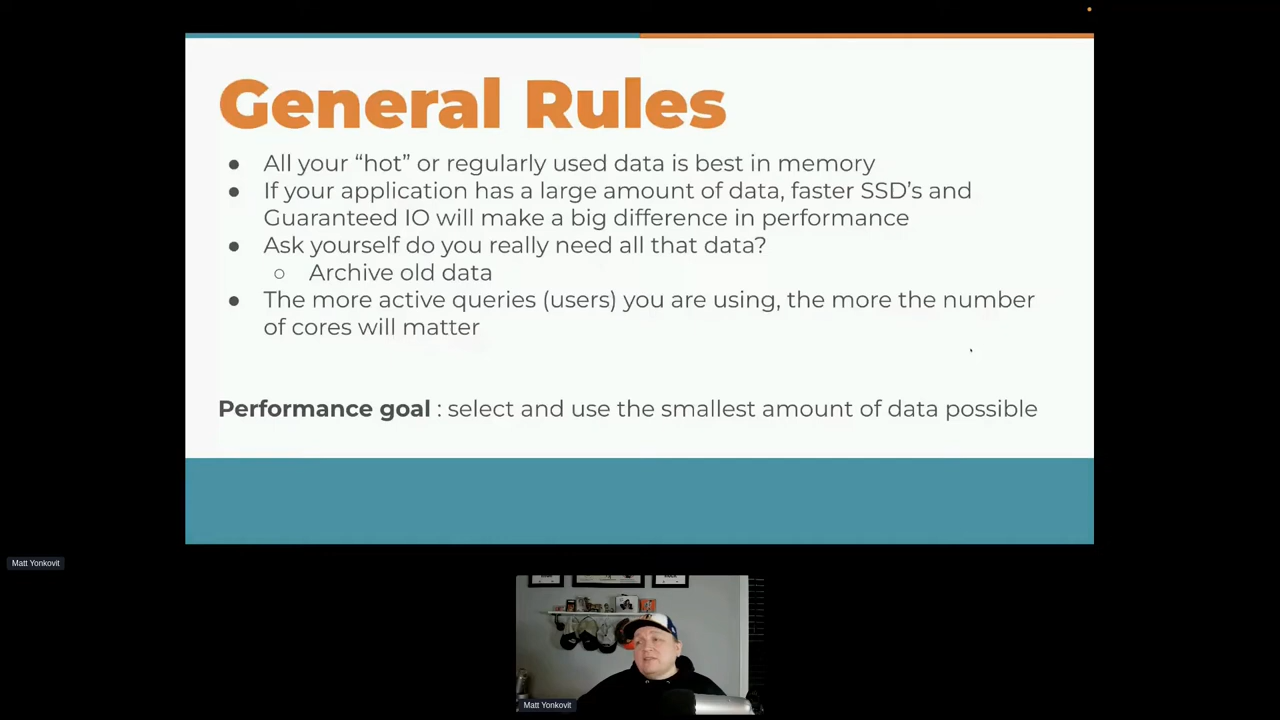 General Rules
● All your “hot” or regularly used data is best in memory
● If your application has a large amount of data, faster SSD’s and
Guaranteed IO will make a big difference in performance
● Ask yourself do you really need all that data?
○ Archive old data
● The more active queries (users) you are using, the more the number
of cores will matter
Performance goal : select and use the smallest amount of data possible
Matt Yonkovit
Matt Yonkovit